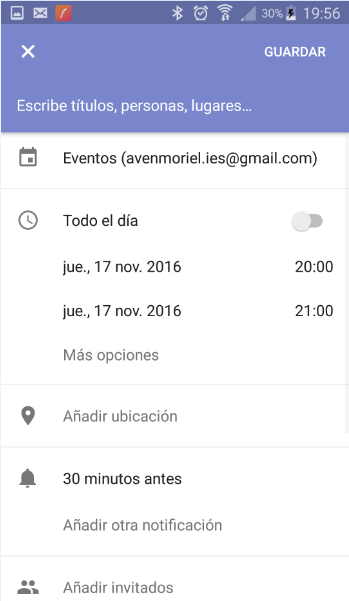 30% 19:56
GUARDAR
Escribe títulos, personas, lugares...
Eventos (avenmoriel.ies@gmail.com)
Todo el día
jue., 17 nov. 2016 20:00
jue., 17 nov. 2016 21:00
Más opciones
Añadir ubicación
30 minutos antes
Añadir otra notificación
Añadir invitados